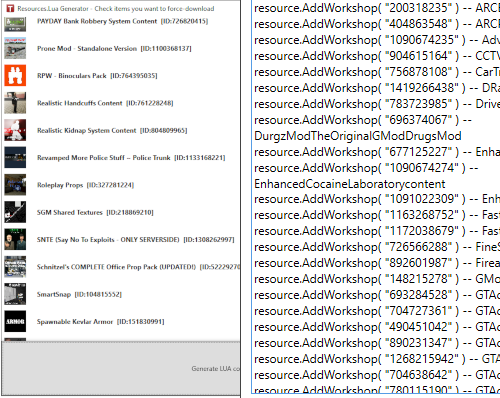 Resources.Lua Generator - Check items you want to force-download
PAYDAY Bank Robbery System Content [ID:726820415]
Prone Mod - Standalone Version [ID:1100368137]
RPW - Binoculars Pack [ID:764395035]
Realistic Handcuffs Content [ID:761228248]
Realistic Kidnap System Content [ID:804809965]
Revamped More Police Stuff ~ Police Trunk [ID:1133168221]
Roleplay Props [ID:327281224]
SGM Shared Textures [ID:218869210]
SNTE (Say No To Exploits - ONLY SERVERSIDE) [ID:1308262997]
Schnitzel's COMPLETE Office Prop Pack (UPDATED!) [ID:52229270
SmartSnap [ID:104815552]
Spawnable Kevlar Armor [ID:151830991]
ARMOR
Generate LUA co
resource.AddWorkshop( "200318235" ) -- ARCB
resource.AddWorkshop( "404863548" ) -- ARCP
resource.AddWorkshop( "1090674235" ) -- Adv
resource.AddWorkshop( "904615164" ) -- CCTV
resource.AddWorkshop( "756878108" ) -- CarTr
resource.AddWorkshop( "1419266438" ) -- DRa
resource.AddWorkshop( "783723985" ) -- Drive
resource.AddWorkshop( "696374067" ) --
DurgzModTheOriginalGModDrugsMod
resource.AddWorkshop( "677125227" ) -- Enha
resource.AddWorkshop( "1090674274" ) --
EnhancedCocaineLaboratorycontent
resource.AddWorkshop( "1091022309" ) -- Enh
resource.AddWorkshop( "1163268752" ) -- Fast
resource.AddWorkshop( "1172038679" ) -- Fast
resource.AddWorkshop( "726566288" ) -- FineS
resource.AddWorkshop( "892601987" ) -- Firea
resource.AddWorkshop( "148215278" ) -- GMo
resource.AddWorkshop( "693284528" ) -- GTAc
resource.AddWorkshop( "704727361" ) -- GTAc
resource.AddWorkshop( "490451042" ) -- GTAc
resource.AddWorkshop( "890231347" ) -- GTAc
resource.AddWorkshop( "1268215942" ) -- GTA
resource.AddWorkshop( "704638642" ) -- GTAc
resource.AddWorkshop( "780115190" ) -- GTAc